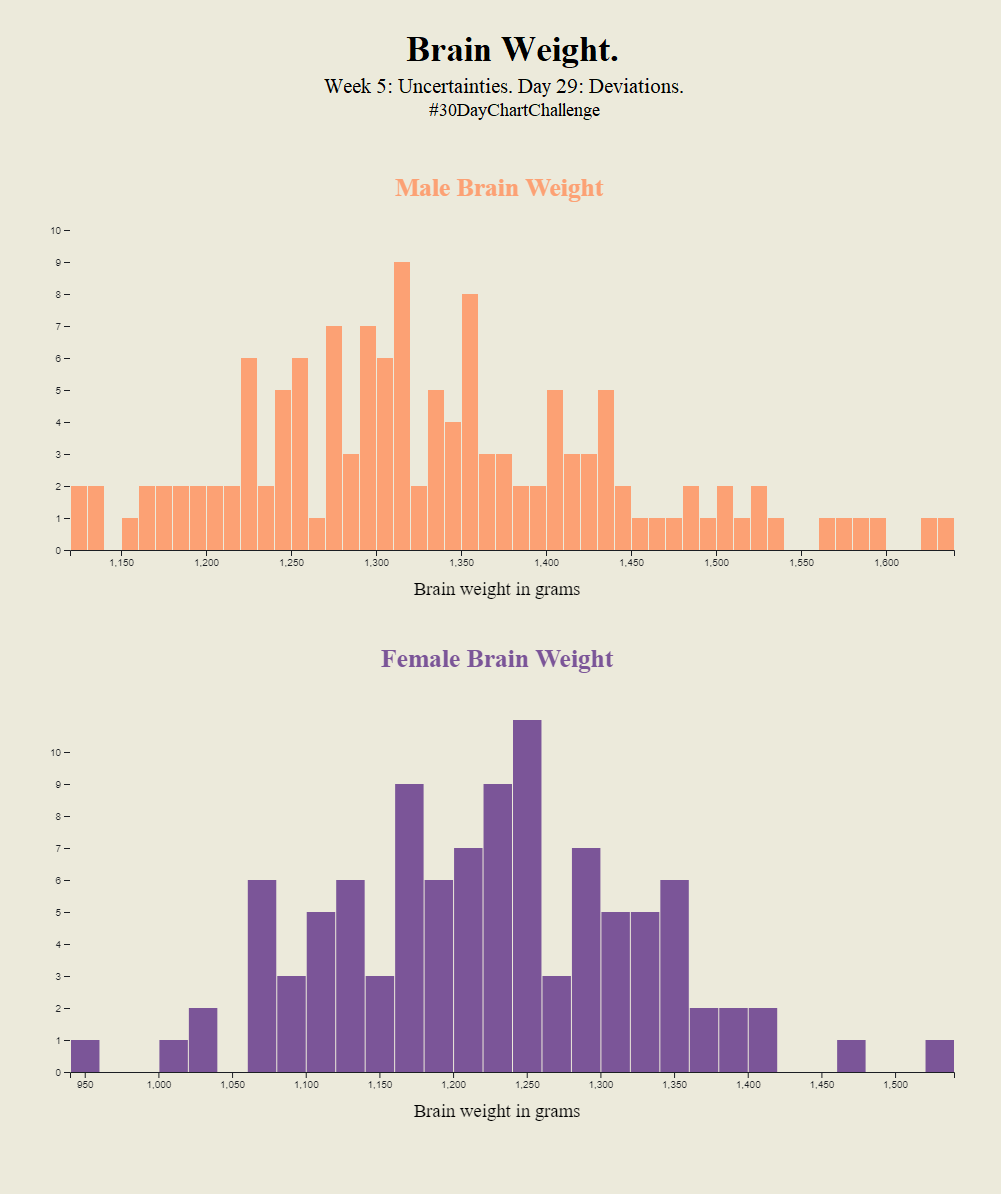 Brain Weight.
Week 5: Uncertainties. Day 29: Deviations.
#30DayChartChallenge
Male Brain Weight
10
9
8
7
6
5
4
3
2
1
0
1,150 1,200 1,250 1,300 1,350 1,400 1,450 1,500 1,550 1,600
Brain weight in grams
Female Brain Weight
10
9
8
7
6
5
4
3
2
1
0
950 1,000 1,050 1,100 1,150 1,200 1,250 1,300 1,350 1,400 1,450 1,500
Brain weight in grams